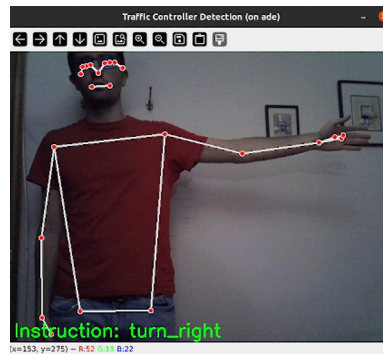 Traffic Controller Detection (on ade)
Instruction: turn_right
(x=153, y=275) ~ R:52 G:15 B:22